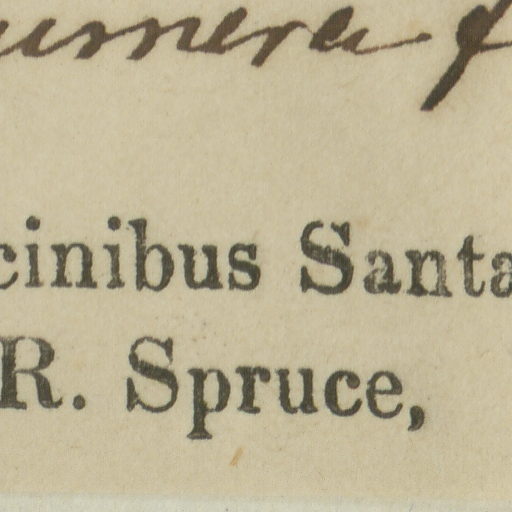 cinibus Santa
R. Spruce,